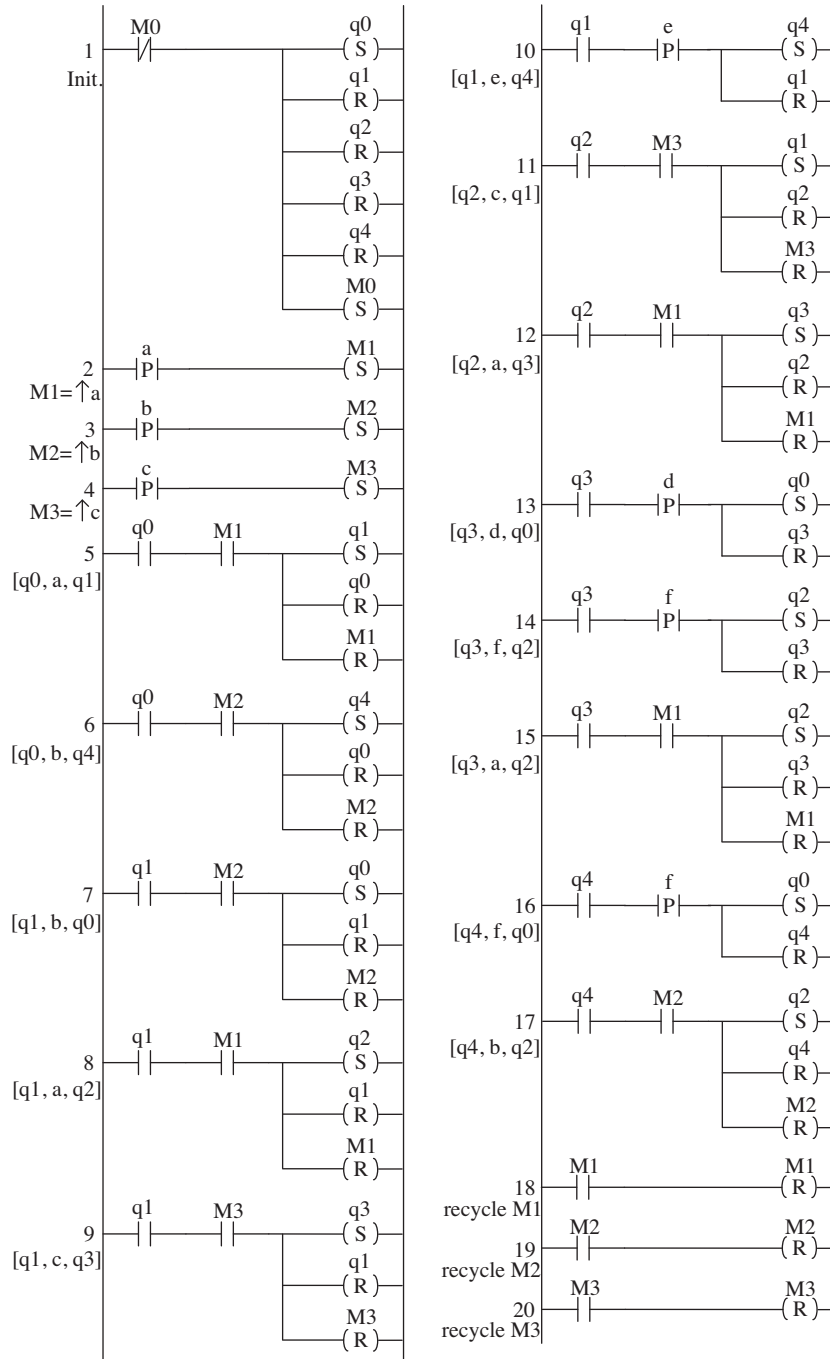 M0 q0
1 (S)
Init. q1
(R)
q2
(R)
q3
(R)
q4
(R)
M0
(S)
a M1
2 P (S)
M1=↑a
b M2
3 P (S)
M2=↑b
c M3
4 P (S)
M3=↑c
q0 M1 q1
5 (S)
[q0, a, q1] q0
(R)
M1
(R)
q0 M2 q4
6 (S)
[q0, b, q4] q0
(R)
M2
(R)
q1 M2 q0
7 (S)
[q1, b, q0] q1
(R)
M2
(R)
q1 M1 q2
8 (S)
[q1, a, q2] q1
(R)
M1
(R)
q1 M3 q3
9 (S)
[q1, c, q3] q1
(R)
M3
(R)
q1 e q4
10 P (S)
[q1, e, q4] q1
(R)
q2 M3 q1
11 (S)
[q2, c, q1] q2
(R)
M3
(R)
q2 M1 q3
12 (S)
[q2, a, q3] q2
(R)
M1
(R)
q3 d q0
13 P (S)
[q3, d, q0] q3
(R)
q3 f q2
14 P (S)
[q3, f, q2] q3
(R)
q3 M1 q2
15 (S)
[q3, a, q2] q3
(R)
M1
(R)
q4 f q0
16 P (S)
[q4, f, q0] q4
(R)
q4 M2 q2
17 (S)
[q4, b, q2] q4
(R)
M2
(R)
M1 M1
18 (R)
recycle M1
M2 M2
19 (R)
recycle M2
M3 M3
20 (R)
recycle M3